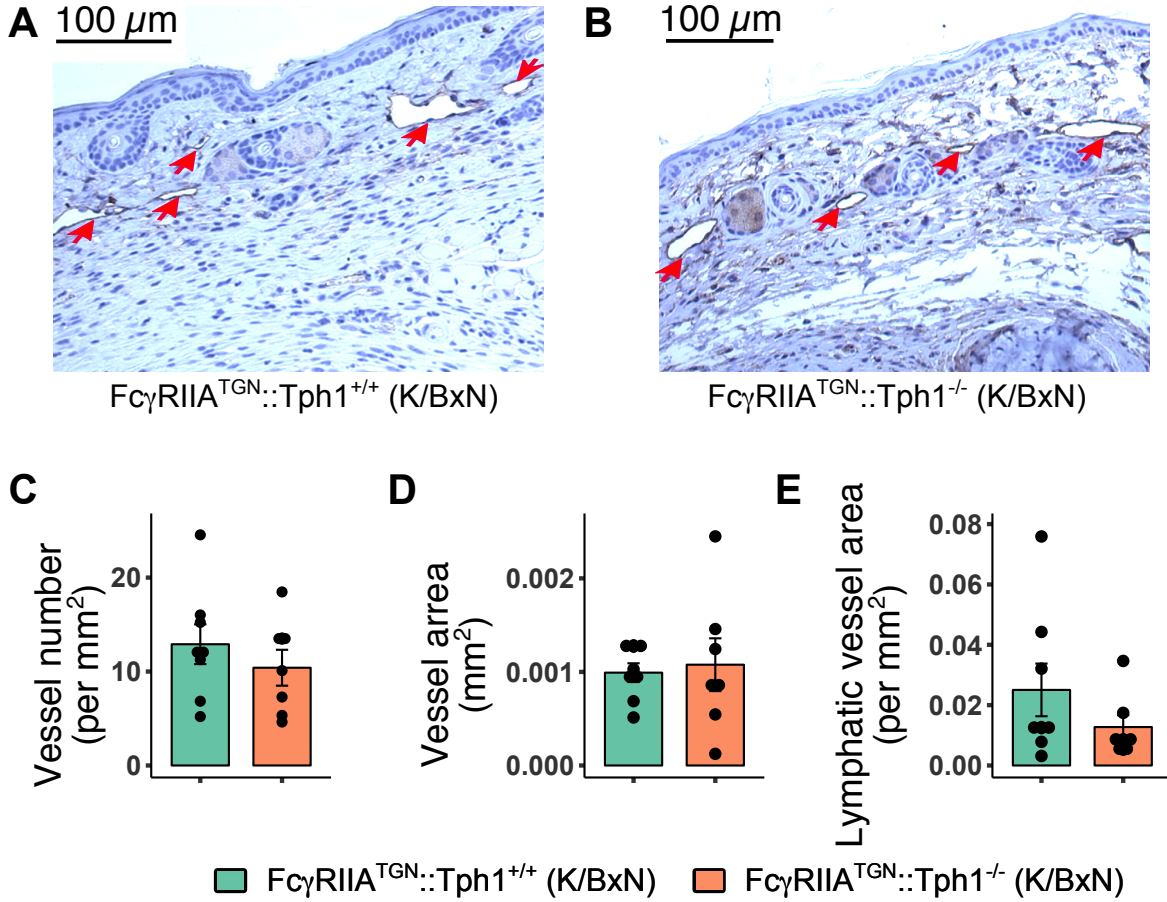 A
100 µm
B
100 µm
FcγRIIA^TGN::Tph1^+/+ (K/BxN)
FcγRIIA^TGN::Tph1^-/- (K/BxN)
C
Vessel number
(per mm²)
20
10
0
D
Vessel arrea
(mm²)
0.002
0.001
0.000
E
Lymphatic vessel area
(per mm²)
0.08
0.06
0.04
0.02
0.00
FcγRIIA^TGN::Tph1^+/+ (K/BxN)
FcγRIIA^TGN::Tph1^-/- (K/BxN)